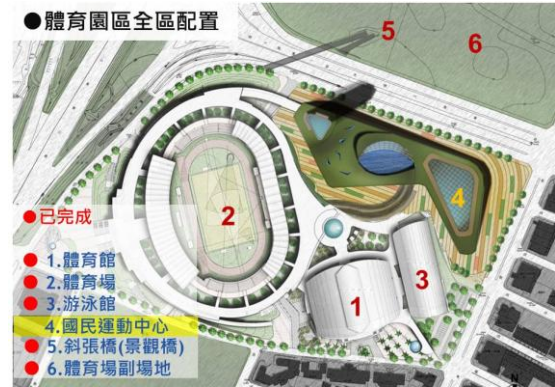 ●體育園區全區配置
5
6
4
2
3
1
●已完成
● 1.體育館
● 2.體育場
● 3.游泳館
4.國民運動中心
● 5.斜張橋(景觀橋)
● 6.體育場副場地
N